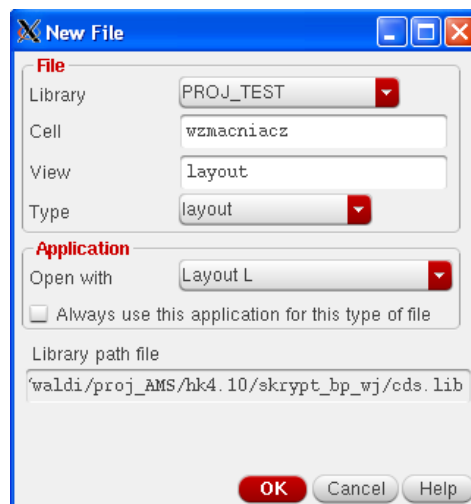 New File
File
Library PROJ_TEST
Cell wzmacniacz
View layout
Type layout
Application
Open with Layout L
Always use this application for this type of file
Library path file
/waldi/proj_AMS/hk4.10/skrypt_bp_wj/cds.lib
OK Cancel Help